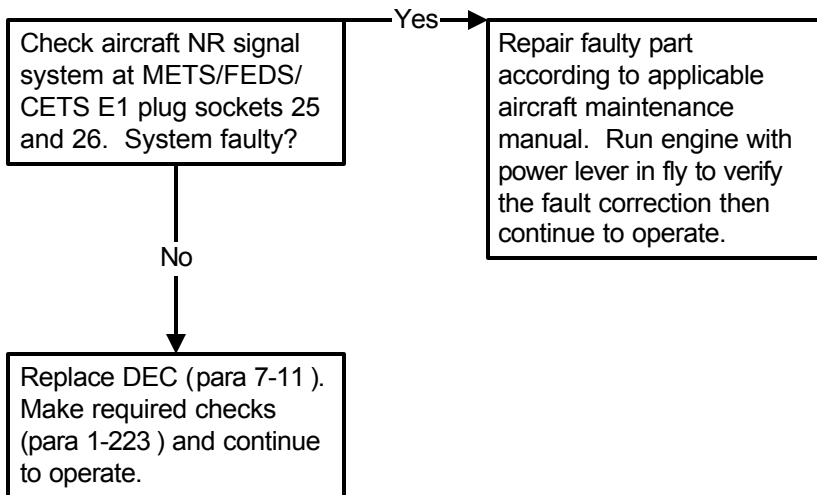 Check aircraft NR signal
system at METS/FEDS/
CETS E1 plug sockets 25
and 26. System faulty?
Yes
Repair faulty part
according to applicable
aircraft maintenance
manual. Run engine with
power lever in fly to verify
the fault correction then
continue to operate.
No
Replace DEC (para 7-11 ).
Make required checks
(para 1-223 ) and continue
to operate.